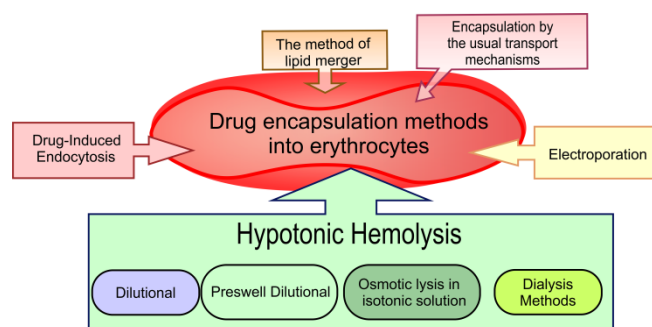 The method of
lipid merger
Encapsulation by
the usual transport
mechanisms
Drug encapsulation methods
into erythrocytes
Drug-Induced
Endocytosis
Electroporation
Hypotonic Hemolysis
Dilutional
Preswell Dilutional
Osmotic lysis in
isotonic solution
Dialysis
Methods